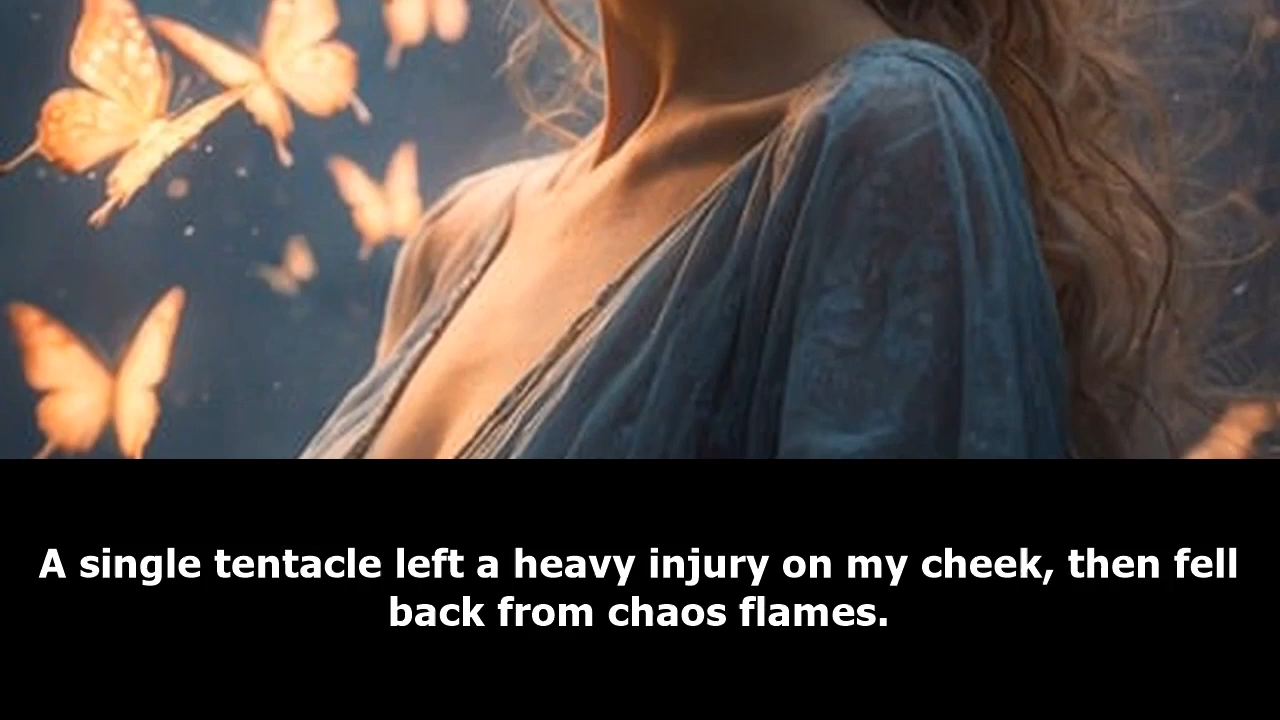 A single tentacle left a heavy injury on my cheek, then fell
back from chaos flames.